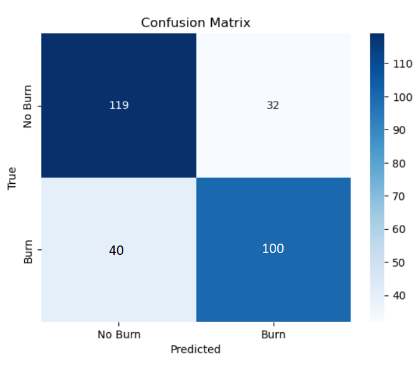 Confusion Matrix
No Burn
119
32
110
100
90
80
70
60
50
40
True
Burn
40
100
No Burn
Burn
Predicted